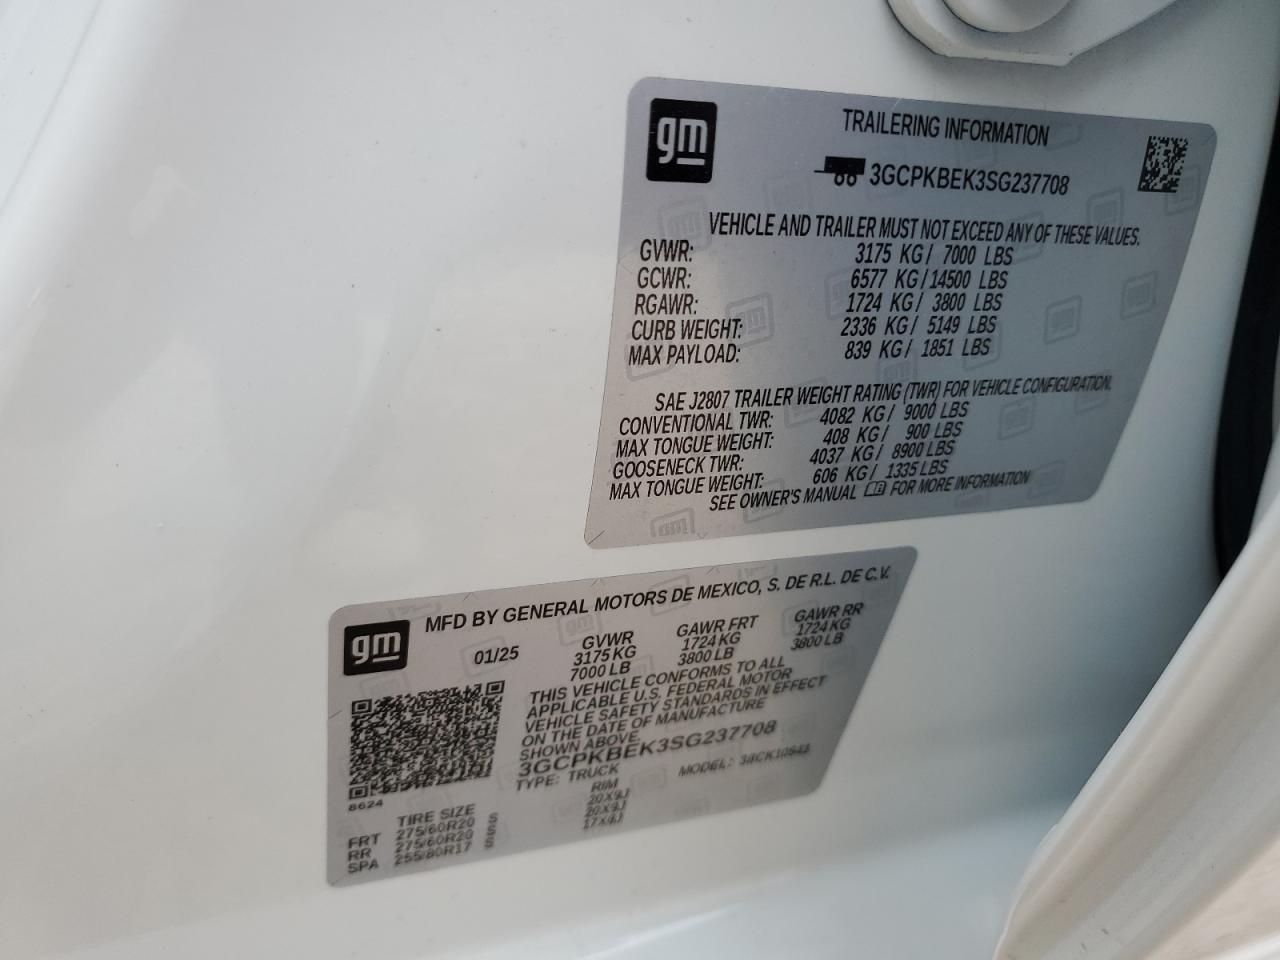 gm
TRAILERING INFORMATION
3GCPKBEK3SG237708
VEHICLE AND TRAILER MUST NOT EXCEED ANY OF THESE VALUES.
GVWR: 3175 KG/ 7000 LBS
GCWR: 6577 KG/14500 LBS
RGAWR: 1724 KG/ 3800 LBS
CURB WEIGHT: 2336 KG/ 5149 LBS
MAX PAYLOAD: 839 KG/ 1851 LBS
SAE J2807 TRAILER WEIGHT RATING (TWR) FOR VEHICLE CONFIGURATION.
CONVENTIONAL TWR: 4082 KG/ 9000 LBS
MAX TONGUE WEIGHT: 408 KG/ 900 LBS
GOOSENECK TWR: 4037 KG/ 8900 LBS
MAX TONGUE WEIGHT: 606 KG/ 1335 LBS
SEE OWNER'S MANUAL FOR MORE INFORMATION
gm
MFD BY GENERAL MOTORS DE MEXICO, S. DE R.L. DE C.V.
01/25 GVWR GAWR FRT GAWR RR
3175 KG 1724 KG 1724 KG
7000 LB 3800 LB 3800 LB
THIS VEHICLE CONFORMS TO ALL
APPLICABLE U.S. FEDERAL MOTOR
VEHICLE SAFETY STANDARDS IN EFFECT
ON THE DATE OF MANUFACTURE
SHOWN ABOVE.
3GCPKBEK3SG237708
TYPE: TRUCK MODEL:
8624
TIRE SIZE RIM
FRT 275/60R20 S 20X9J
RR 275/60R20 S 20X9J
SPA 255/80R17 S